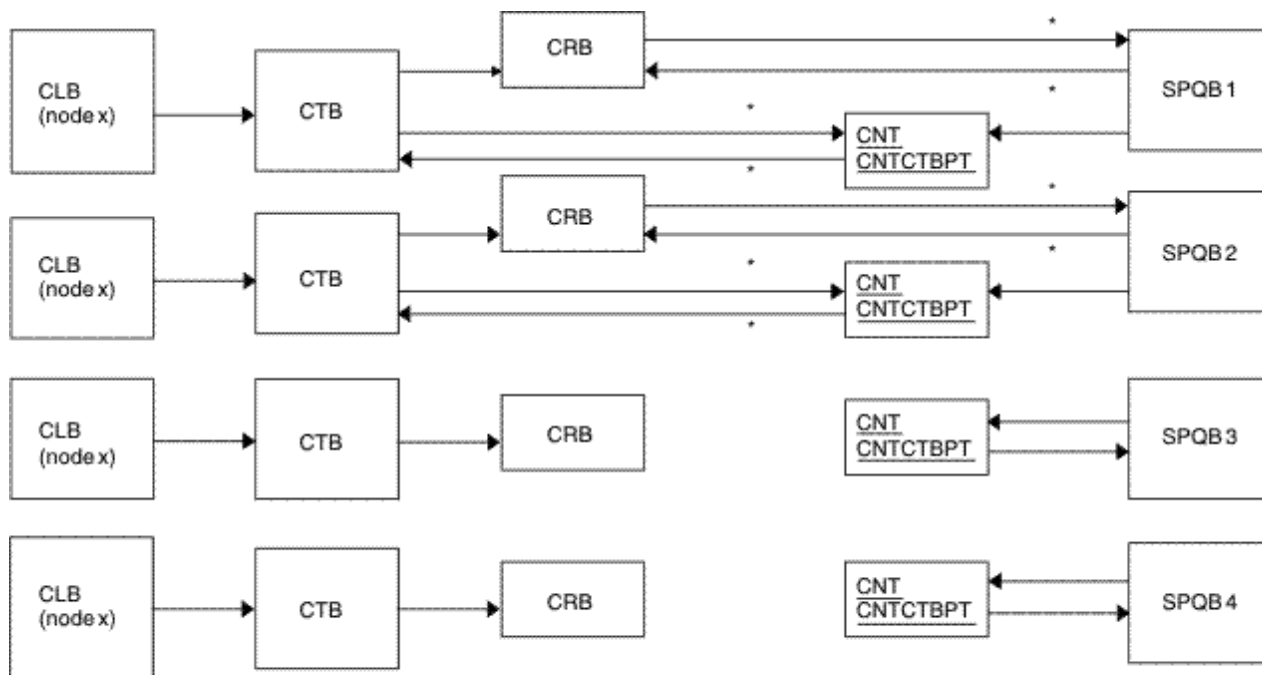 *
CRB
CLB
(node x)
CTB
SPQB 1
*
*
CNT
CNTCTBPT
*
*
CRB
CLB
(node x)
CTB
SPQB 2
*
*
CNT
CNTCTBPT
*
CLB
(node x)
CTB
CRB
CNT
CNTCTBPT
SPQB 3
CLB
(node x)
CTB
CRB
CNT
CNTCTBPT
SPQB 4